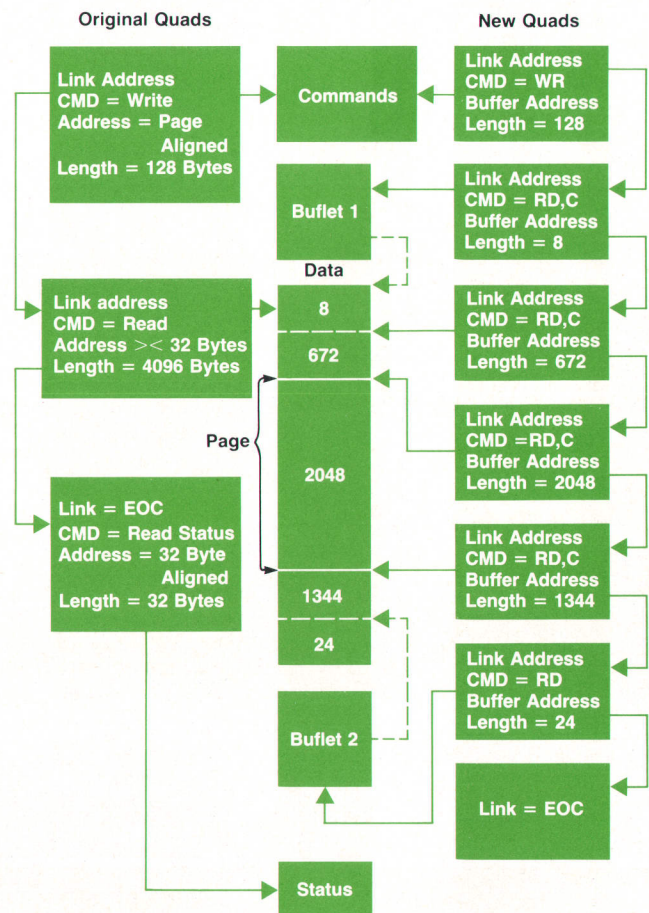 Original Quads
New Quads
Link Address
CMD = Write
Address = Page
Aligned
Length = 128 Bytes
Commands
Link Address
CMD = WR
Buffer Address
Length = 128
Buflet 1
Link Address
CMD = RD,C
Buffer Address
Length = 8
Data
Link address
CMD = Read
Address >< 32 Bytes
Length = 4096 Bytes
8
672
Link Address
CMD = RD,C
Buffer Address
Length = 672
Page
2048
Link Address
CMD =RD,C
Buffer Address
Length = 2048
Link = EOC
CMD = Read Status
Address = 32 Byte
Aligned
Length = 32 Bytes
1344
24
Link Address
CMD = RD,C
Buffer Address
Length = 1344
Buflet 2
Link Address
CMD = RD
Buffer Address
Length = 24
Link = EOC
Status